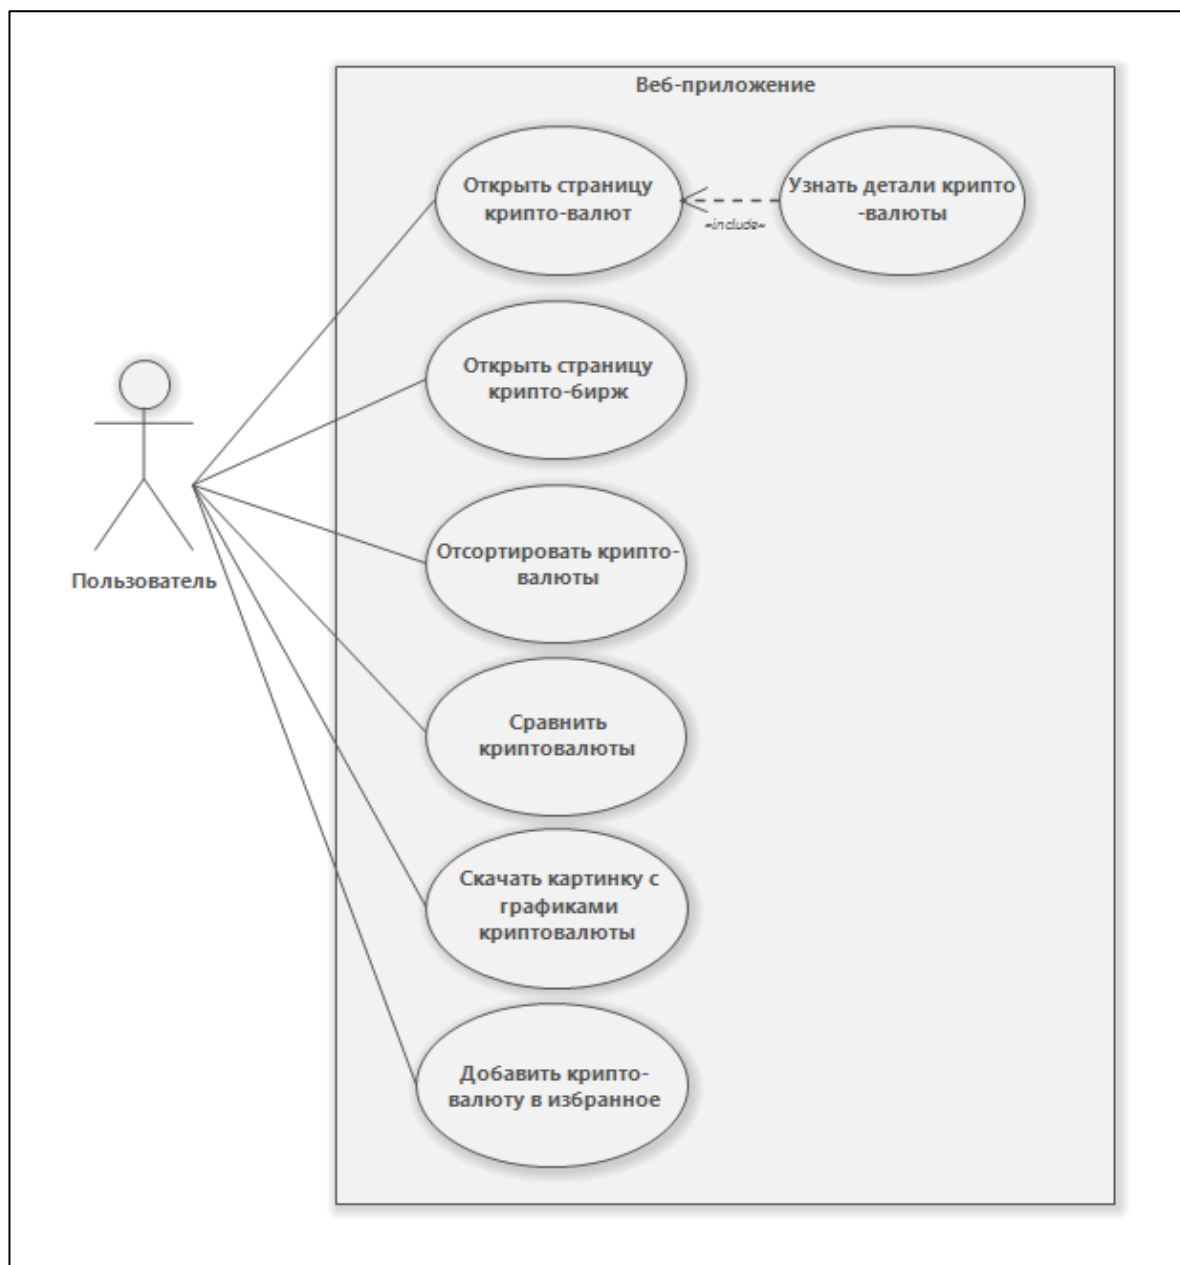 Веб-приложение
Открыть страницу
крипто-валют
Узнать детали крипто
-валюты
«include»
Открыть страницу
крипто-бирж
Отсортировать крипто-
валюты
Пользователь
Сравнить
криптовалюты
Скачать картинку с
графиками
криптовалюты
Добавить крипто-
валюту в избранное